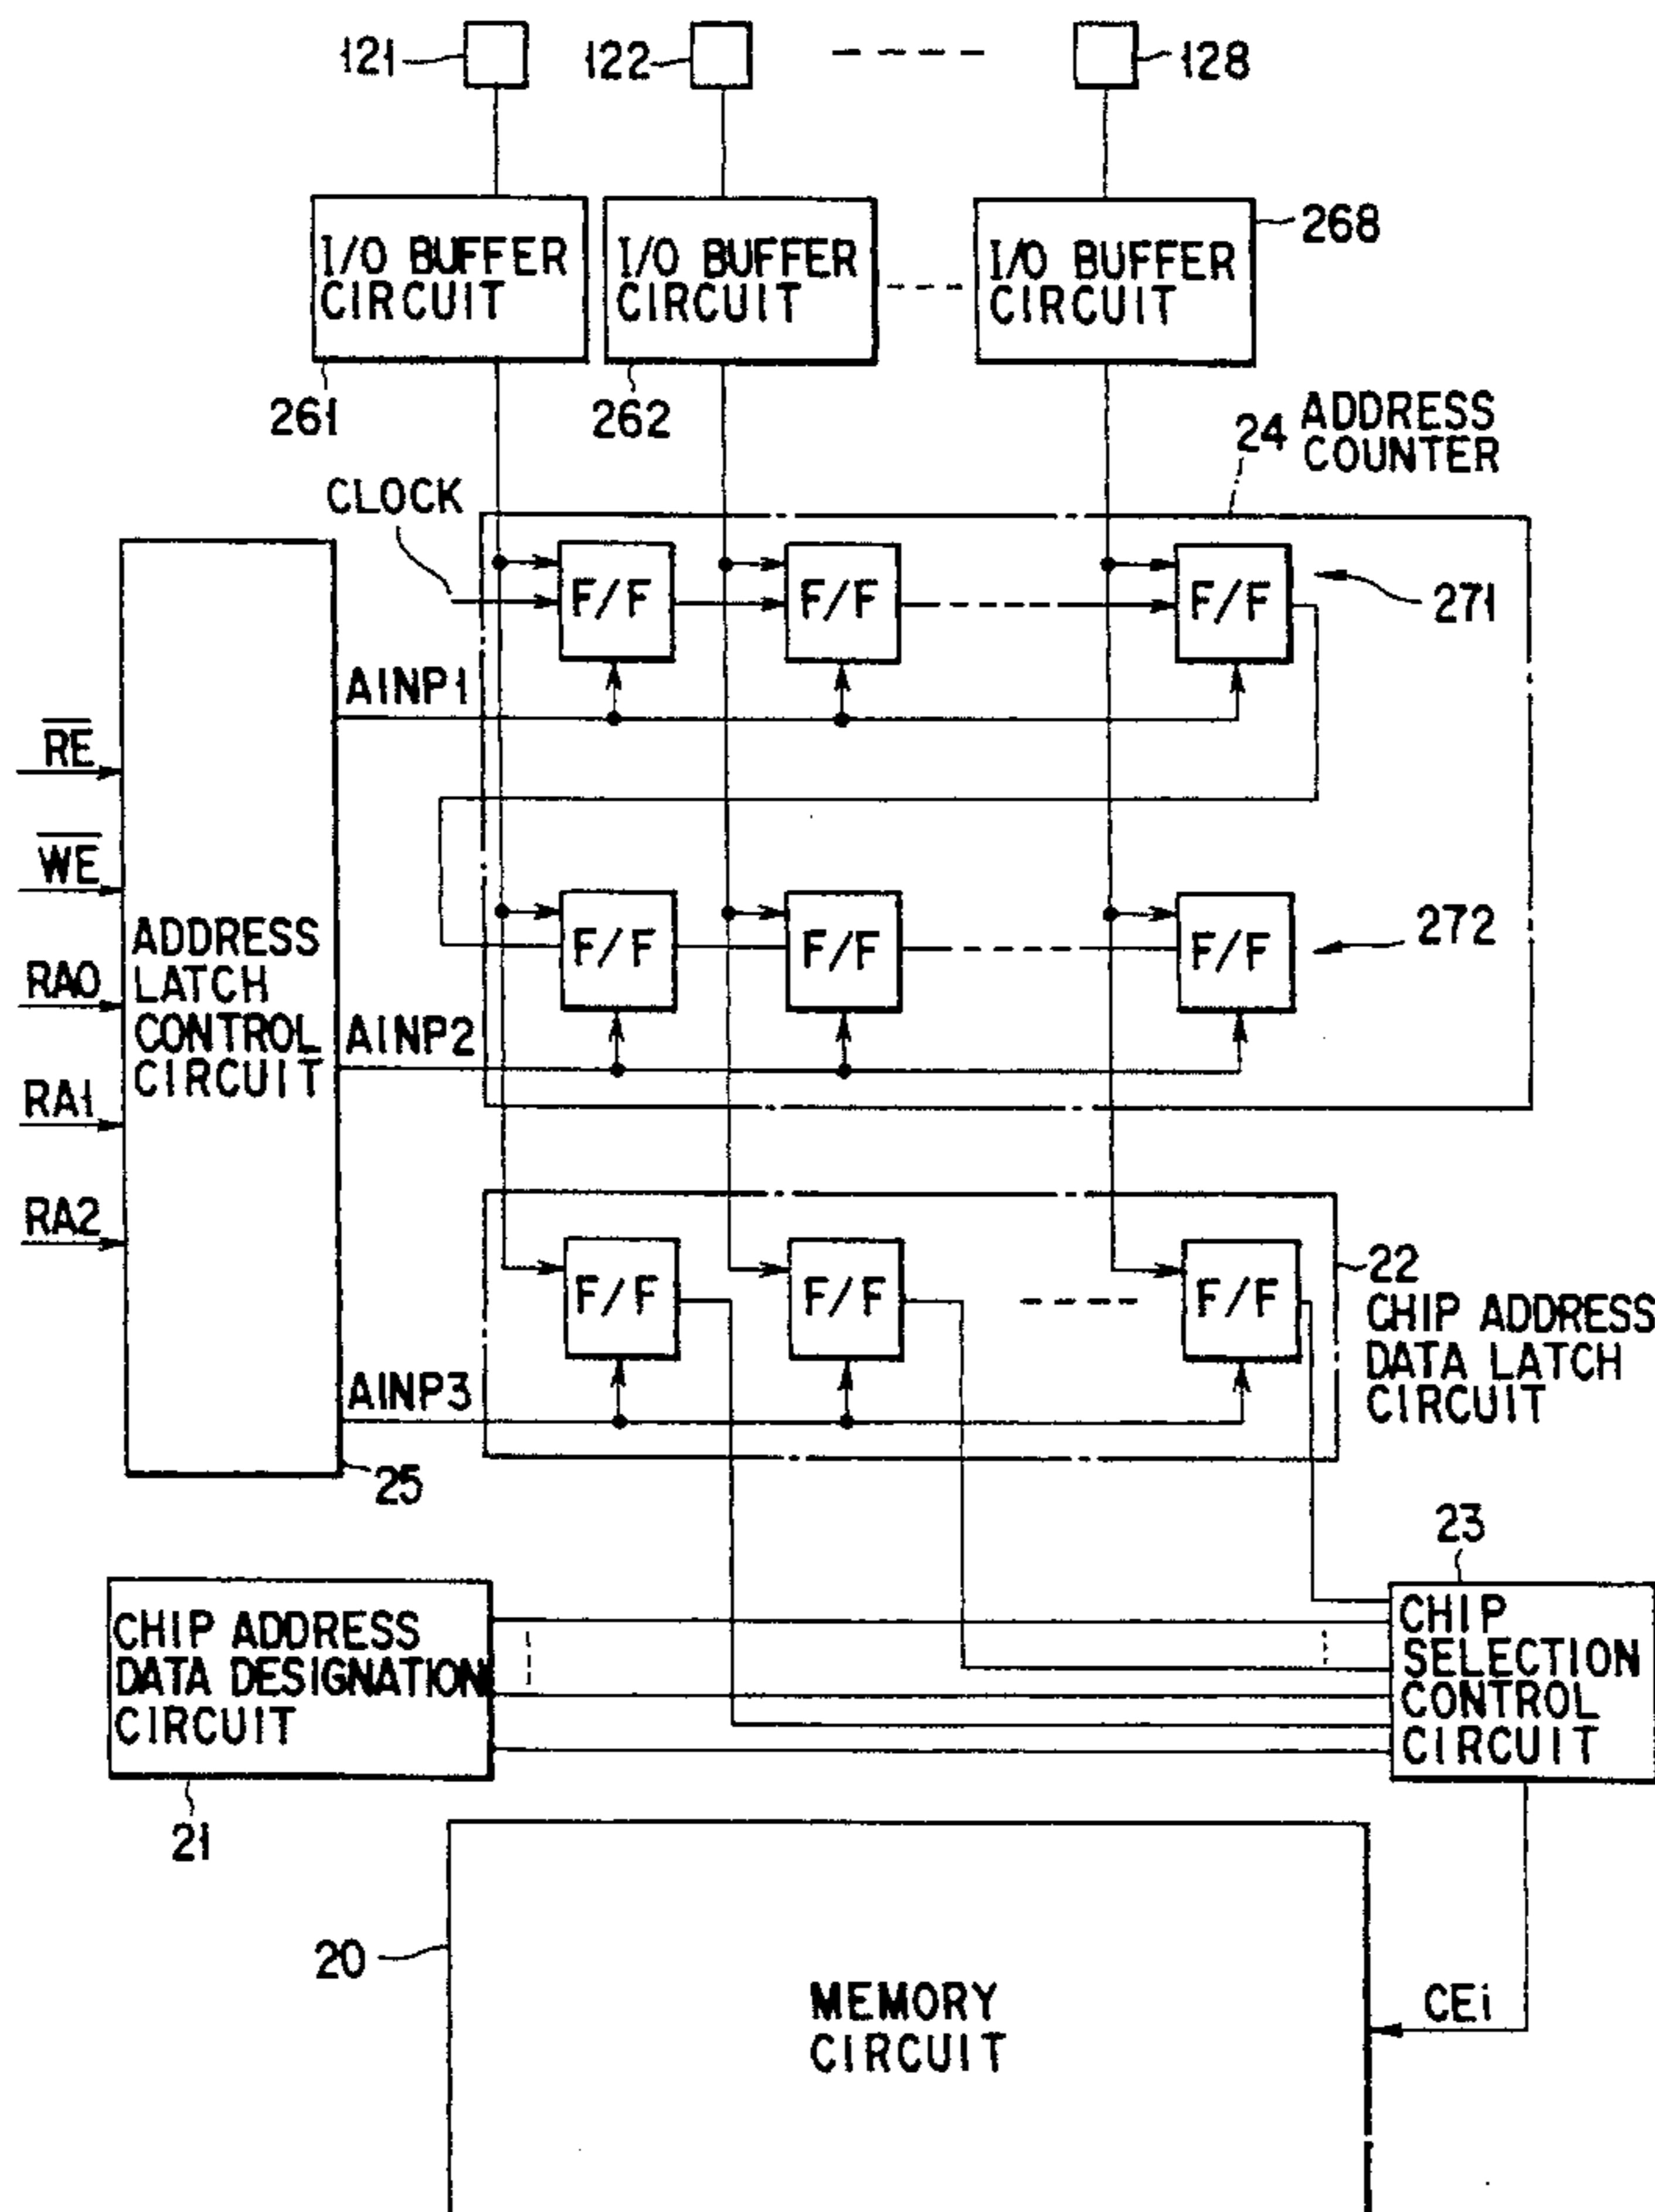 121
122
128
I/O BUFFER
CIRCUIT
I/O BUFFER
CIRCUIT
I/O BUFFER
CIRCUIT
268
261
262
24 ADDRESS
COUNTER
CLOCK
F/F
F/F
F/F
271
AINP1
RE
WE
RA0
RA1
RA2
ADDRESS
LATCH
CONTROL
CIRCUIT
F/F
F/F
F/F
272
AINP2
F/F
F/F
F/F
22
CHIP ADDRESS
DATA LATCH
CIRCUIT
AINP3
25
23
CHIP ADDRESS
DATA DESIGNATION
CIRCUIT
CHIP
SELECTION
CONTROL
CIRCUIT
21
20
MEMORY
CIRCUIT
CEi